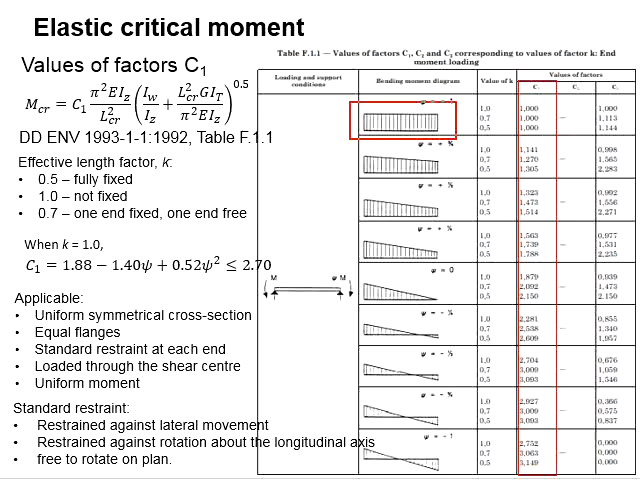 Elastic critical moment
Values of factors C1
Mcr = C1 π²EIz/L²cr (Iw/Iz + L²crGIT/π²EIz)^0.5
DD ENV 1993-1-1:1992, Table F.1.1
Effective length factor, k:
• 0.5 – fully fixed
• 1.0 – not fixed
• 0.7 – one end fixed, one end free
When k = 1.0,
C1 = 1.88 − 1.40ψ + 0.52ψ² ≤ 2.70
Applicable:
• Uniform symmetrical cross-section
• Equal flanges
• Standard restraint at each end
• Loaded through the shear centre
• Uniform moment
Standard restraint:
• Restrained against lateral movement
• Restrained against rotation about the longitudinal axis
• free to rotate on plan.
Table F.1.1 — Values of factors C1, C2 and C3 corresponding to values of factor k: End
moment loading
Loading and support
conditions
Bending moment diagram
Value of k
Values of factors
C1 C2 C3
M ψ M
1,0 1,000 1,000
0,7 1,000 — 1,113
0,5 1,000 1,144
ψ = + ¾
1,0 1,141 0,998
0,7 1,270 — 1,565
0,5 1,305 2,283
ψ = + ½
1,0 1,323 0,992
0,7 1,473 — 1,556
0,5 1,514 2,271
ψ = + ¼
1,0 1,563 0,977
0,7 1,739 — 1,531
0,5 1,788 2,235
ψ = 0
1,0 1,879 0,939
0,7 2,092 — 1,473
0,5 2,150 2,150
ψ = - ¼
1,0 2,281 0,855
0,7 2,538 — 1,340
0,5 2,609 1,957
ψ = - ½
1,0 2,704 0,676
0,7 3,009 — 1,059
0,5 3,093 1,546
ψ = - ¾
1,0 2,927 0,366
0,7 3,009 — 0,575
0,5 3,093 0,837
ψ = - 1
1,0 2,752 0,000
0,7 3,063 — 0,000
0,5 3,149 0,000